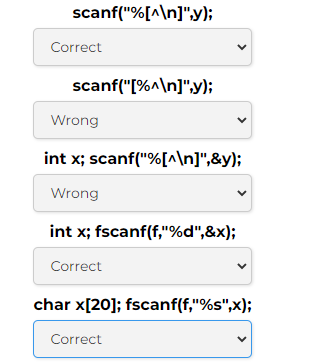 scanf("%[^\n]",y);
Correct
scanf("[%^\n]",y);
Wrong
int x; scanf("%[^\n]",&y);
Wrong
int x; fscanf(f,"%d",&x);
Correct
char x[20]; fscanf(f,"%s",x);
Correct